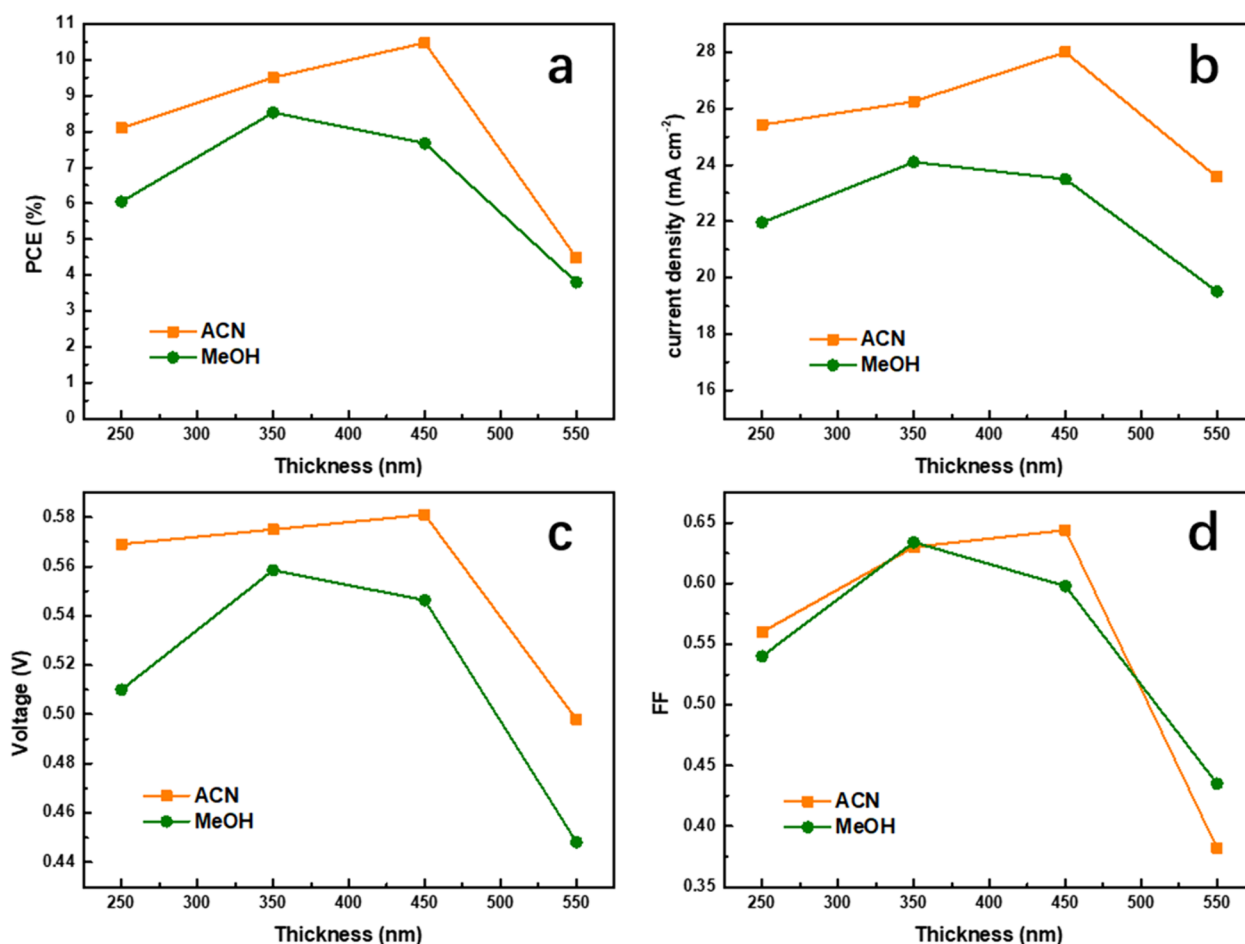 11
10
9
8
7
6
5
4
3
2
1
0
PCE (%)
a
ACN
MeOH
250 300 350 400 450 500 550
Thickness (nm)
28
26
24
22
20
18
16
current density (mA cm⁻²)
b
ACN
MeOH
250 300 350 400 450 500 550
Thickness (nm)
0.58
0.56
0.54
0.52
0.50
0.48
0.46
0.44
Voltage (V)
c
ACN
MeOH
250 300 350 400 450 500 550
Thickness (nm)
0.65
0.60
0.55
0.50
0.45
0.40
0.35
FF
d
ACN
MeOH
250 300 350 400 450 500 550
Thickness (nm)